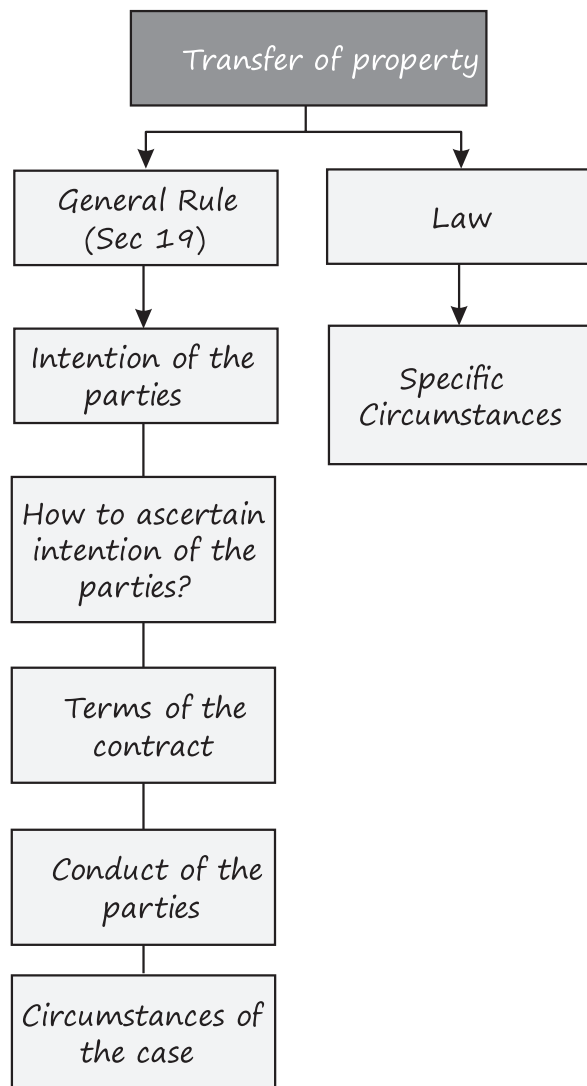 Transfer of property
General Rule
(Sec 19)
Law
Intention of the
parties
Specific
Circumstances
How to ascertain
intention of the
parties?
Terms of the
contract
Conduct of the
parties
Circumstances of
the case